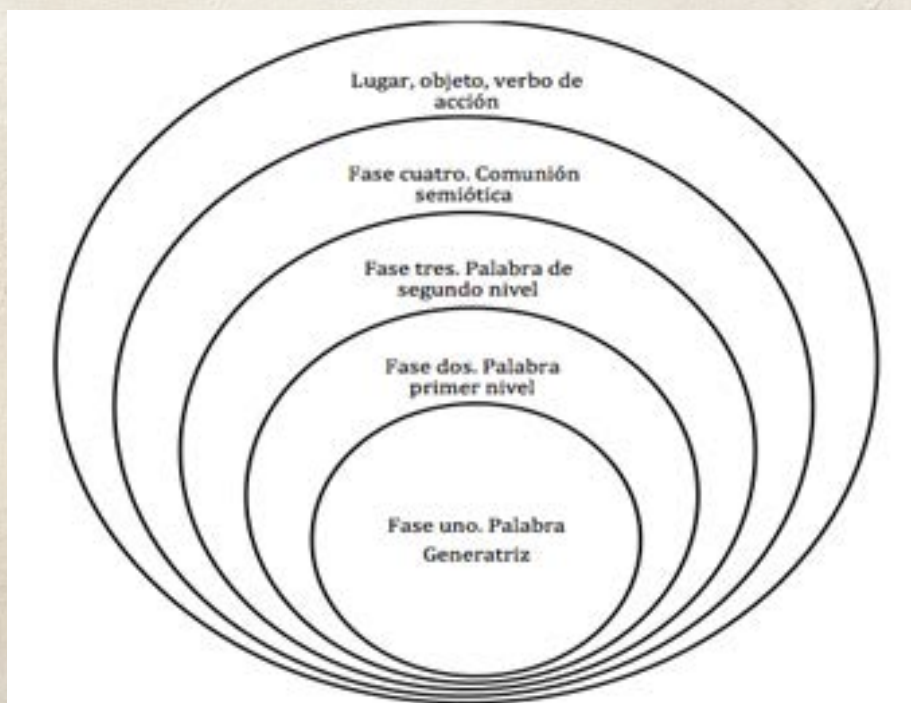 Lugar, objeto, verbo de
acción
Fase cuatro. Comunión
semiótica
Fase tres. Palabra de
segundo nivel
Fase dos. Palabra
primer nivel
Fase uno. Palabra
Generatriz